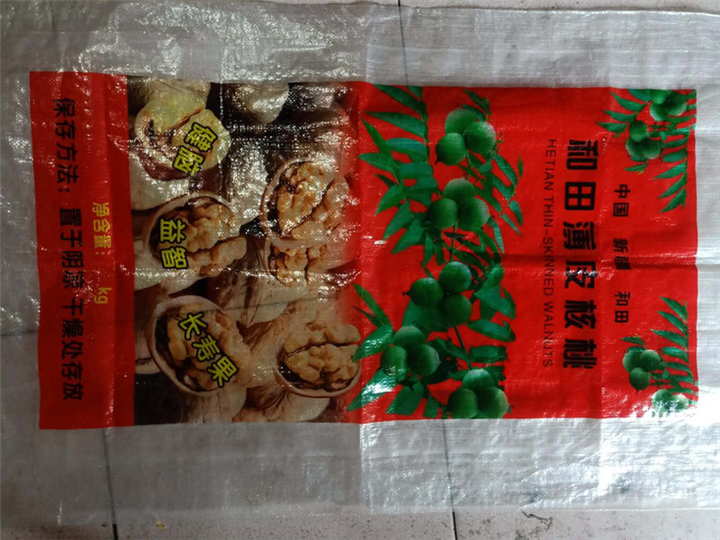 中国 新疆 和田
和田薄皮核桃
HETIAN THIN-SKINNED WALNUTS
健脑
益智
长寿果
净含量： kg
保存方法：置于阴凉干燥处存放